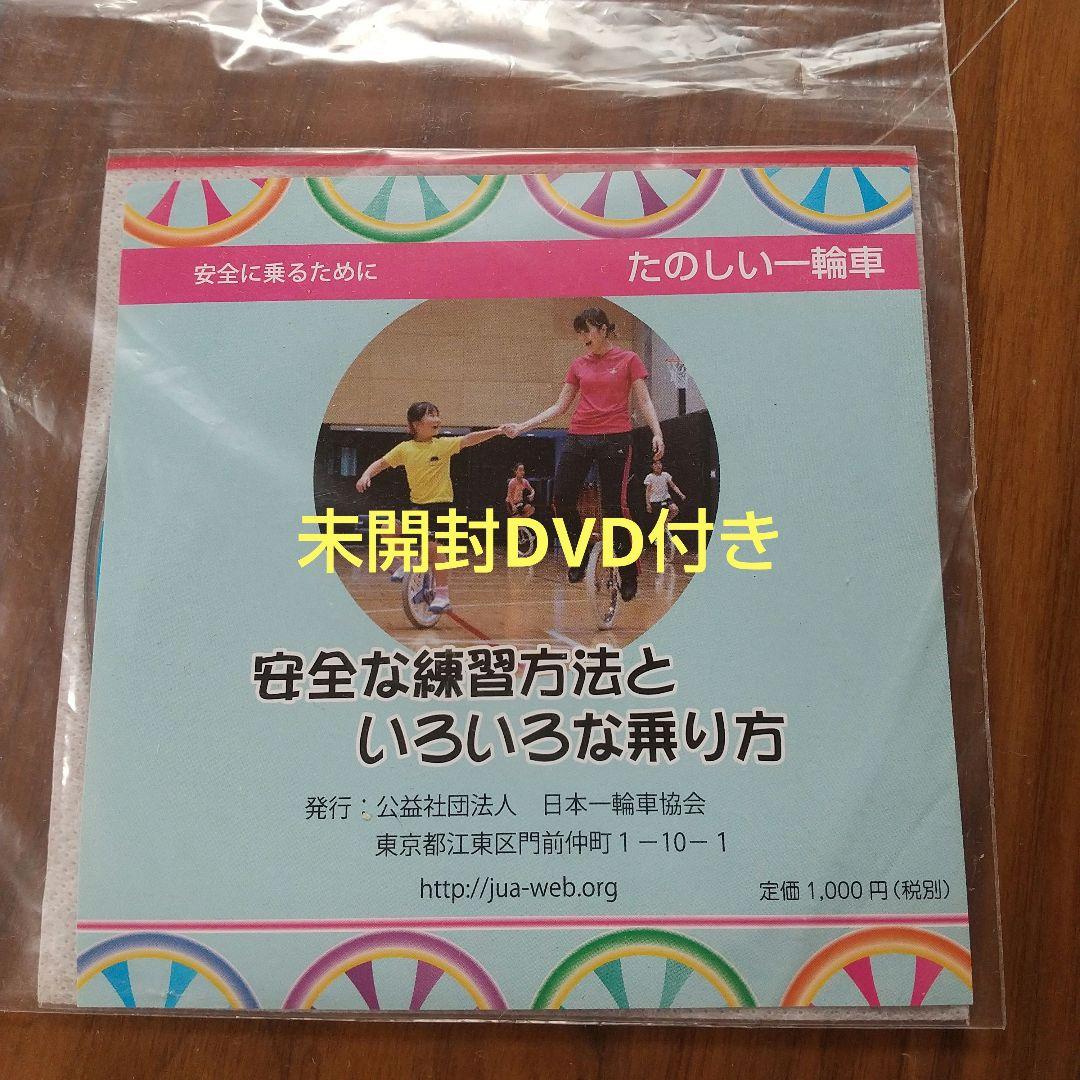 安全に乗るために
たのしい一輪車
未開封DVD付き
安全な練習方法と
いろいろな乗り方
発行：公益社団法人　日本一輪車協会
東京都江東区門前仲町1－10－1
http://jua-web.org
定価1,000円（税別）